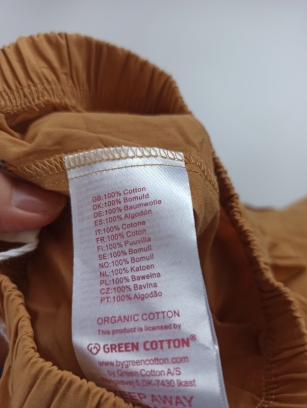 GB:100% Cotton
DK:100% Bomuld
DE:100% Baumwolle
ES:100% Algodón
IT:100% Cotone
FR:100% Coton
FI:100% Puuvilla
SE:100% Bomull
NO:100% Bomull
NL:100% Katoen
PL:100% Bawełna
CZ:100% Bavlna
PT:100% Algodão
ORGANIC COTTON
This product is licensed by
GREEN COTTON®
www.bygreencotton.com
by Green Cotton A/S
5,DK-7430 Ikast
KEEP AWAY